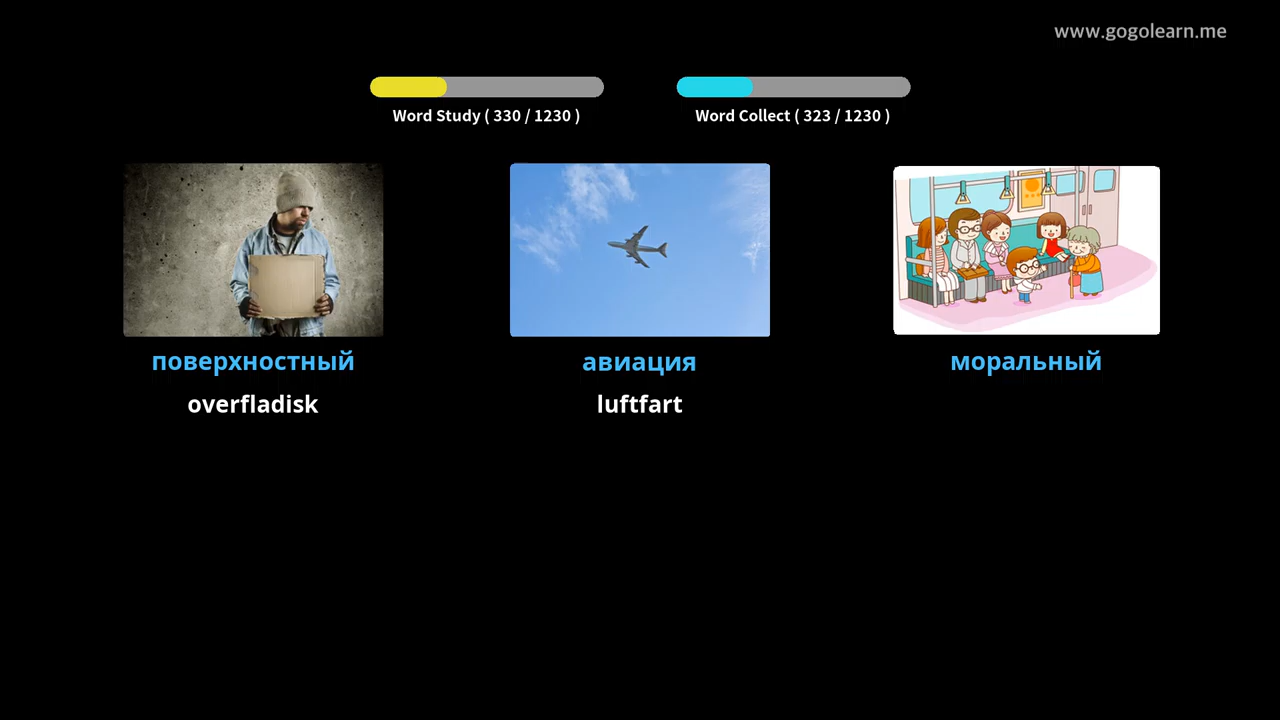 www.gogolearn.me
Word Study ( 330 / 1230 )
Word Collect ( 323 / 1230 )
поверхностный
авиация
моральный
overfladisk
luftfart